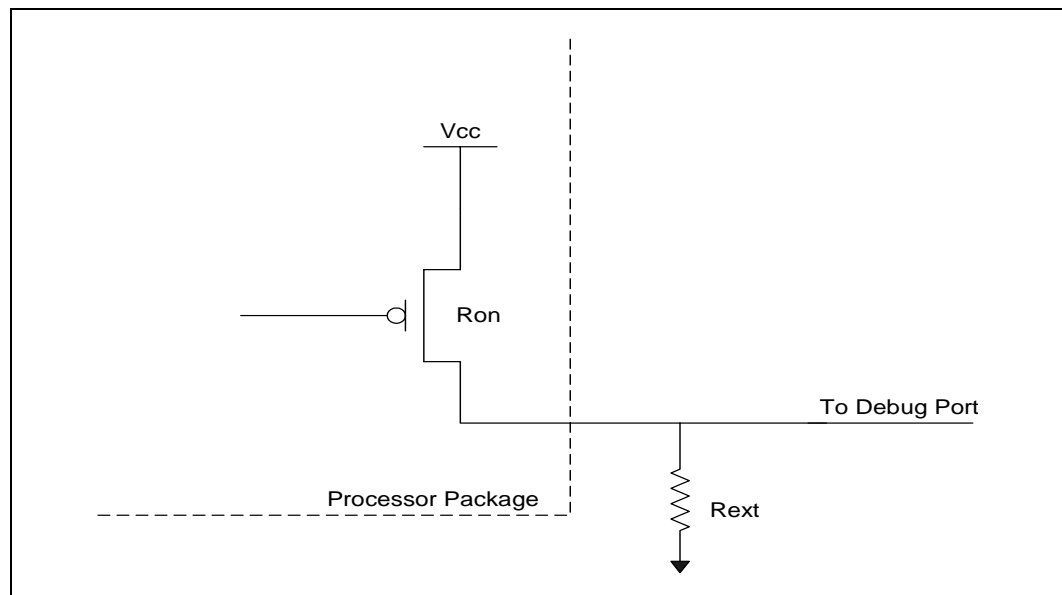 Vcc
Ron
To Debug Port
Processor Package
Rext